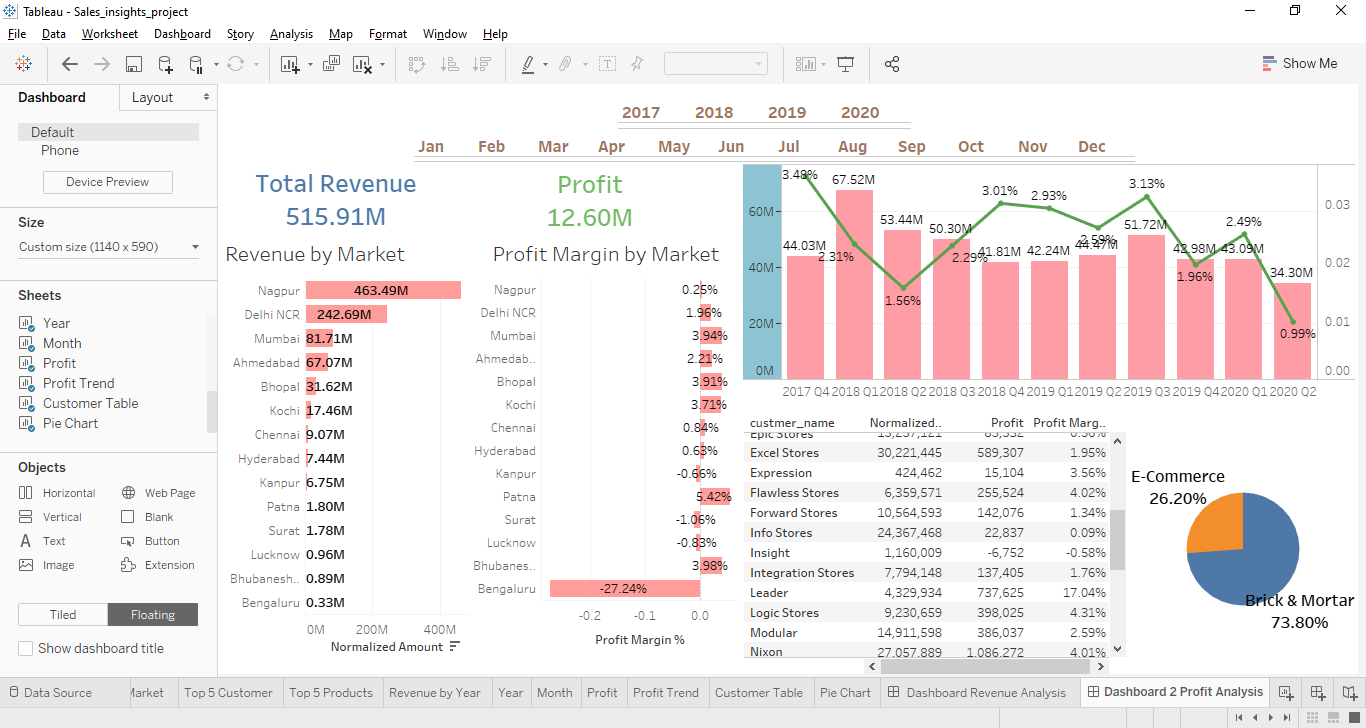 Tableau - Sales_insights_project
File Data Worksheet Dashboard Story Analysis Map Format Window Help
Show Me
Dashboard Layout
Default
Phone
Device Preview
Size
Custom size (1140 x 590)
Sheets
Year
Month
Profit
Profit Trend
Customer Table
Pie Chart
Objects
Horizontal Web Page
Vertical Blank
Text Button
Image Extension
Tiled Floating
Show dashboard title
2017 2018 2019 2020
Jan Feb Mar Apr May Jun Jul Aug Sep Oct Nov Dec
Total Revenue
515.91M
Profit
12.60M
Revenue by Market
Nagpur 463.49M
Delhi NCR 242.69M
Mumbai 81.71M
Ahmedabad 67.07M
Bhopal 31.62M
Kochi 17.46M
Chennai 9.07M
Hyderabad 7.44M
Kanpur 6.75M
Patna 1.80M
Surat 1.78M
Lucknow 0.96M
Bhubanesh.. 0.89M
Bengaluru 0.33M
0M 200M 400M
Normalized Amount
Profit Margin by Market
Nagpur 0.25%
Delhi NCR 1.96%
Mumbai 3.94%
Ahmedab.. 2.21%
Bhopal 3.91%
Kochi 3.71%
Chennai 0.84%
Hyderabad 0.63%
Kanpur -0.66%
Patna 5.42%
Surat -1.06%
Lucknow -0.83%
Bhubanes.. 3.98%
Bengaluru -27.24%
-0.2 -0.1 0.0
Profit Margin %
60M
40M
20M
0M
3.48% 2.31% 1.56% 2.29% 3.01% 2.93% 2.59% 3.13% 1.96% 2.49% 0.99%
44.03M 67.52M 53.44M 50.30M 41.81M 42.24M 44.47M 51.72M 42.98M 43.09M 34.30M
0.03
0.02
0.01
0.00
2017 Q4 2018 Q1 2018 Q2 2018 Q3 2018 Q4 2019 Q1 2019 Q2 2019 Q3 2019 Q4 2020 Q1 2020 Q2
custmer_name Normalized.. Profit Profit Marg..
Epic Stores
Excel Stores 30,221,445 589,307 1.95%
Expression 424,462 15,104 3.56%
Flawless Stores 6,359,571 255,524 4.02%
Forward Stores 10,564,593 142,076 1.34%
Info Stores 24,367,468 22,837 0.09%
Insight 1,160,009 -6,752 -0.58%
Integration Stores 7,794,148 137,405 1.76%
Leader 4,329,934 737,625 17.04%
Logic Stores 9,230,659 398,025 4.31%
Modular 14,911,598 386,037 2.59%
Nixon 27,057,889 1,086,272 4.01%
E-Commerce
26.20%
Brick & Mortar
73.80%
Data Source Market Top 5 Customer Top 5 Products Revenue by Year Year Month Profit Profit Trend Customer Table Pie Chart Dashboard Revenue Analysis Dashboard 2 Profit Analysis